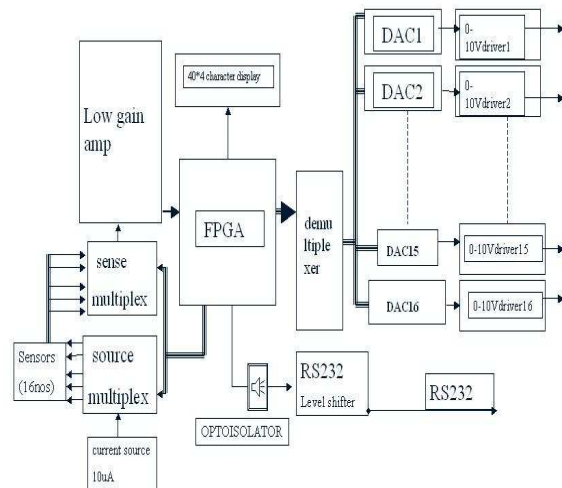 DAC1
0-
10Vdriver1
40*4 character display
DAC2
0-
10Vdriver2
Low gain
amp
FPGA
demu
ltiple
xer
DAC15
0-10Vdriver15
sense
multiplex
DAC16
0-10Vdriver16
Sensors
(16nos)
source
multiplex
RS232
Level shifter
RS232
OPTOISOLATOR
current source
10uA